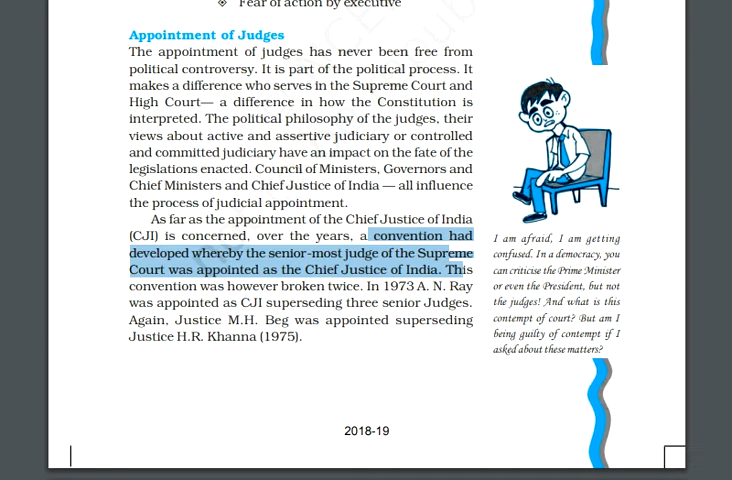 ❖ Fear of action by executive
Appointment of Judges
The appointment of judges has never been free from
political controversy. It is part of the political process. It
makes a difference who serves in the Supreme Court and
High Court— a difference in how the Constitution is
interpreted. The political philosophy of the judges, their
views about active and assertive judiciary or controlled
and committed judiciary have an impact on the fate of the
legislations enacted. Council of Ministers, Governors and
Chief Ministers and Chief Justice of India — all influence
the process of judicial appointment.
As far as the appointment of the Chief Justice of India
(CJI) is concerned, over the years, a convention had
developed whereby the senior-most judge of the Supreme
Court was appointed as the Chief Justice of India. This
convention was however broken twice. In 1973 A. N. Ray
was appointed as CJI superseding three senior Judges.
Again, Justice M.H. Beg was appointed superseding
Justice H.R. Khanna (1975).
I am afraid, I am getting
confused. In a democracy, you
can criticise the Prime Minister
or even the President, but not
the judges! And what is this
contempt of court? But am I
being guilty of contempt if I
asked about these matters?
2018-19